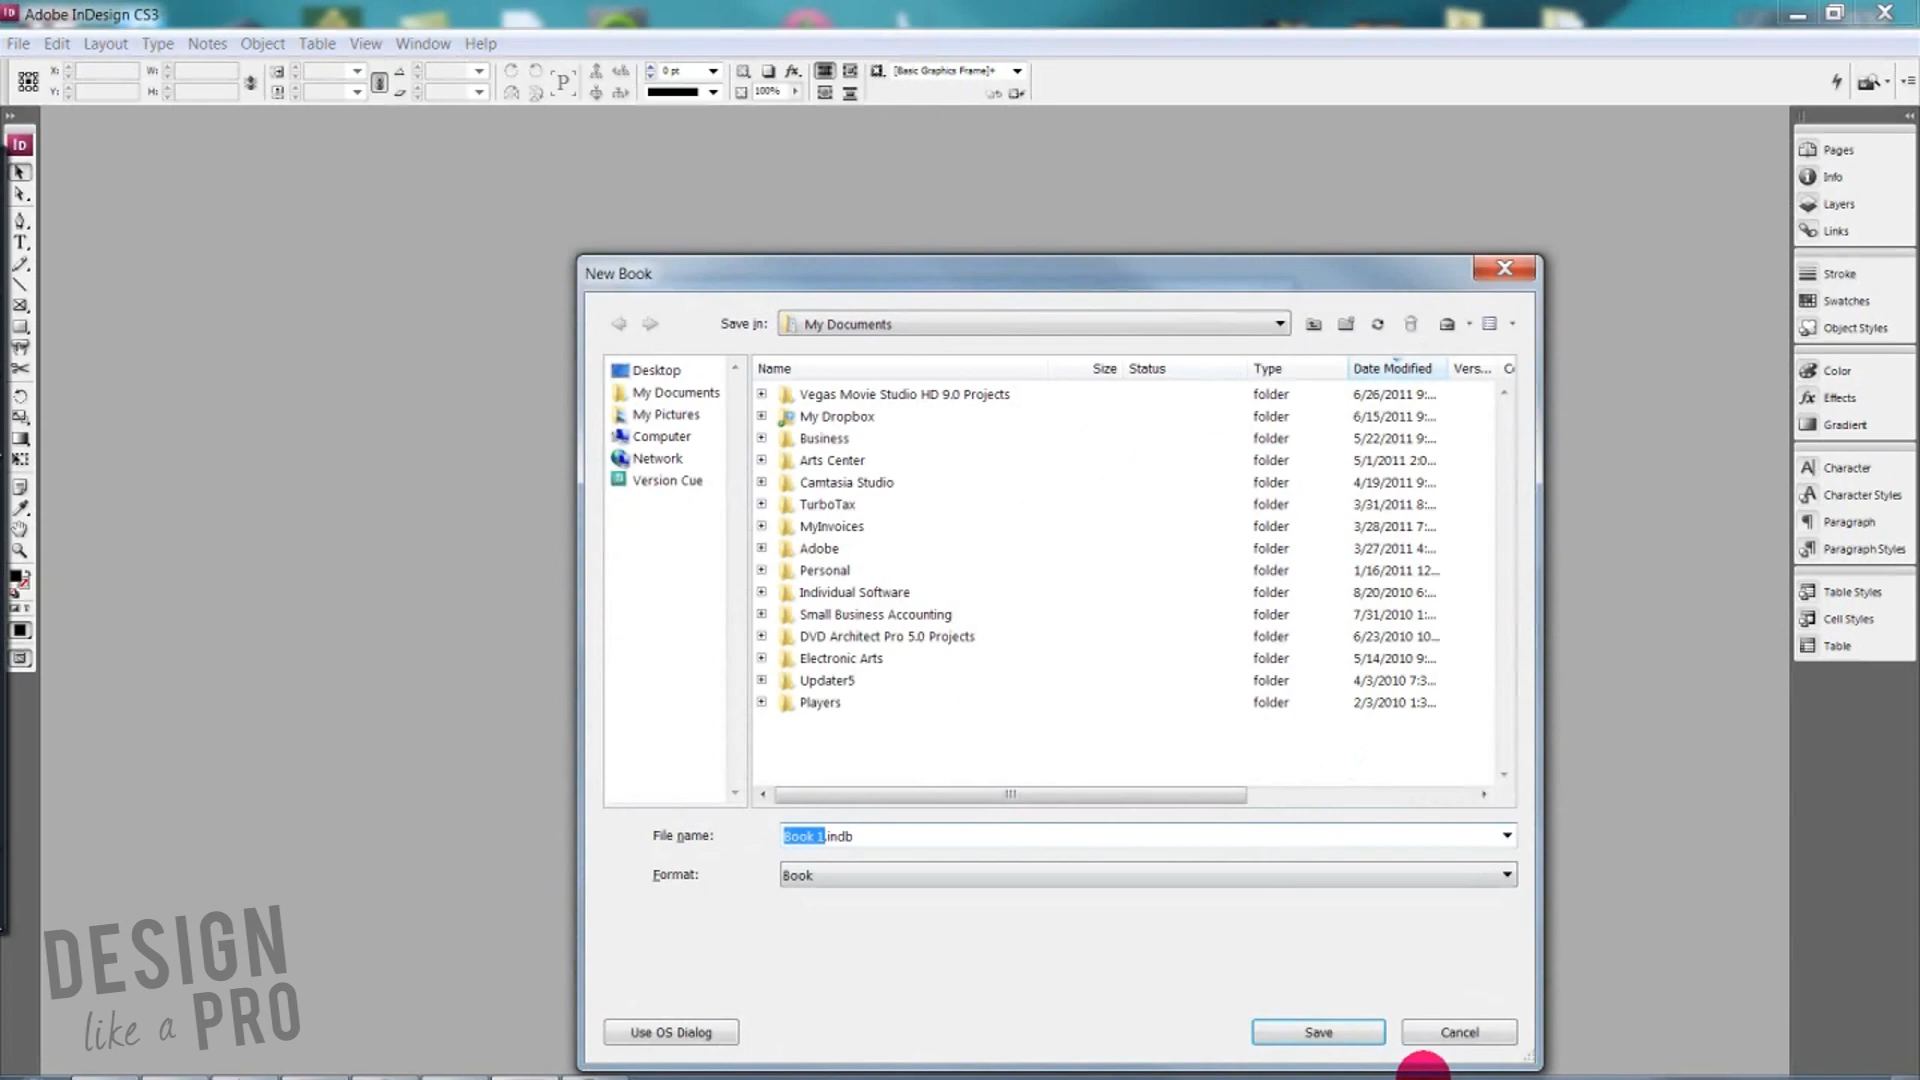 Adobe InDesign CS3
File Edit Layout Type Notes Object Table View Window Help
X: W: 0 pt [Basic Graphics Frame]+
Y: H: 100%
Id
T
P
Pages
Info
Layers
Links
Stroke
Swatches
Object Styles
Color
Effects
Gradient
Character
Character Styles
Paragraph
Paragraph Styles
Table Styles
Cell Styles
Table
New Book
Save in: My Documents
Desktop
My Documents
My Pictures
Computer
Network
Version Cue
Name Size Status Type Date Modified Vers...
Vegas Movie Studio HD 9.0 Projects folder 6/26/2011 9:...
My Dropbox folder 6/15/2011 9:...
Business folder 5/22/2011 9:...
Arts Center folder 5/1/2011 2:0...
Camtasia Studio folder 4/19/2011 9:...
TurboTax folder 3/31/2011 8:...
MyInvoices folder 3/28/2011 7:...
Adobe folder 3/27/2011 4:...
Personal folder 1/16/2011 12...
Individual Software folder 8/20/2010 6:...
Small Business Accounting folder 7/31/2010 1:...
DVD Architect Pro 5.0 Projects folder 6/23/2010 10...
Electronic Arts folder 5/14/2010 9:...
Updater5 folder 4/3/2010 7:3...
Players folder 2/3/2010 1:3...
File name: Book 1.indb
Format: Book
Use OS Dialog Save Cancel
DESIGN
like a PRO